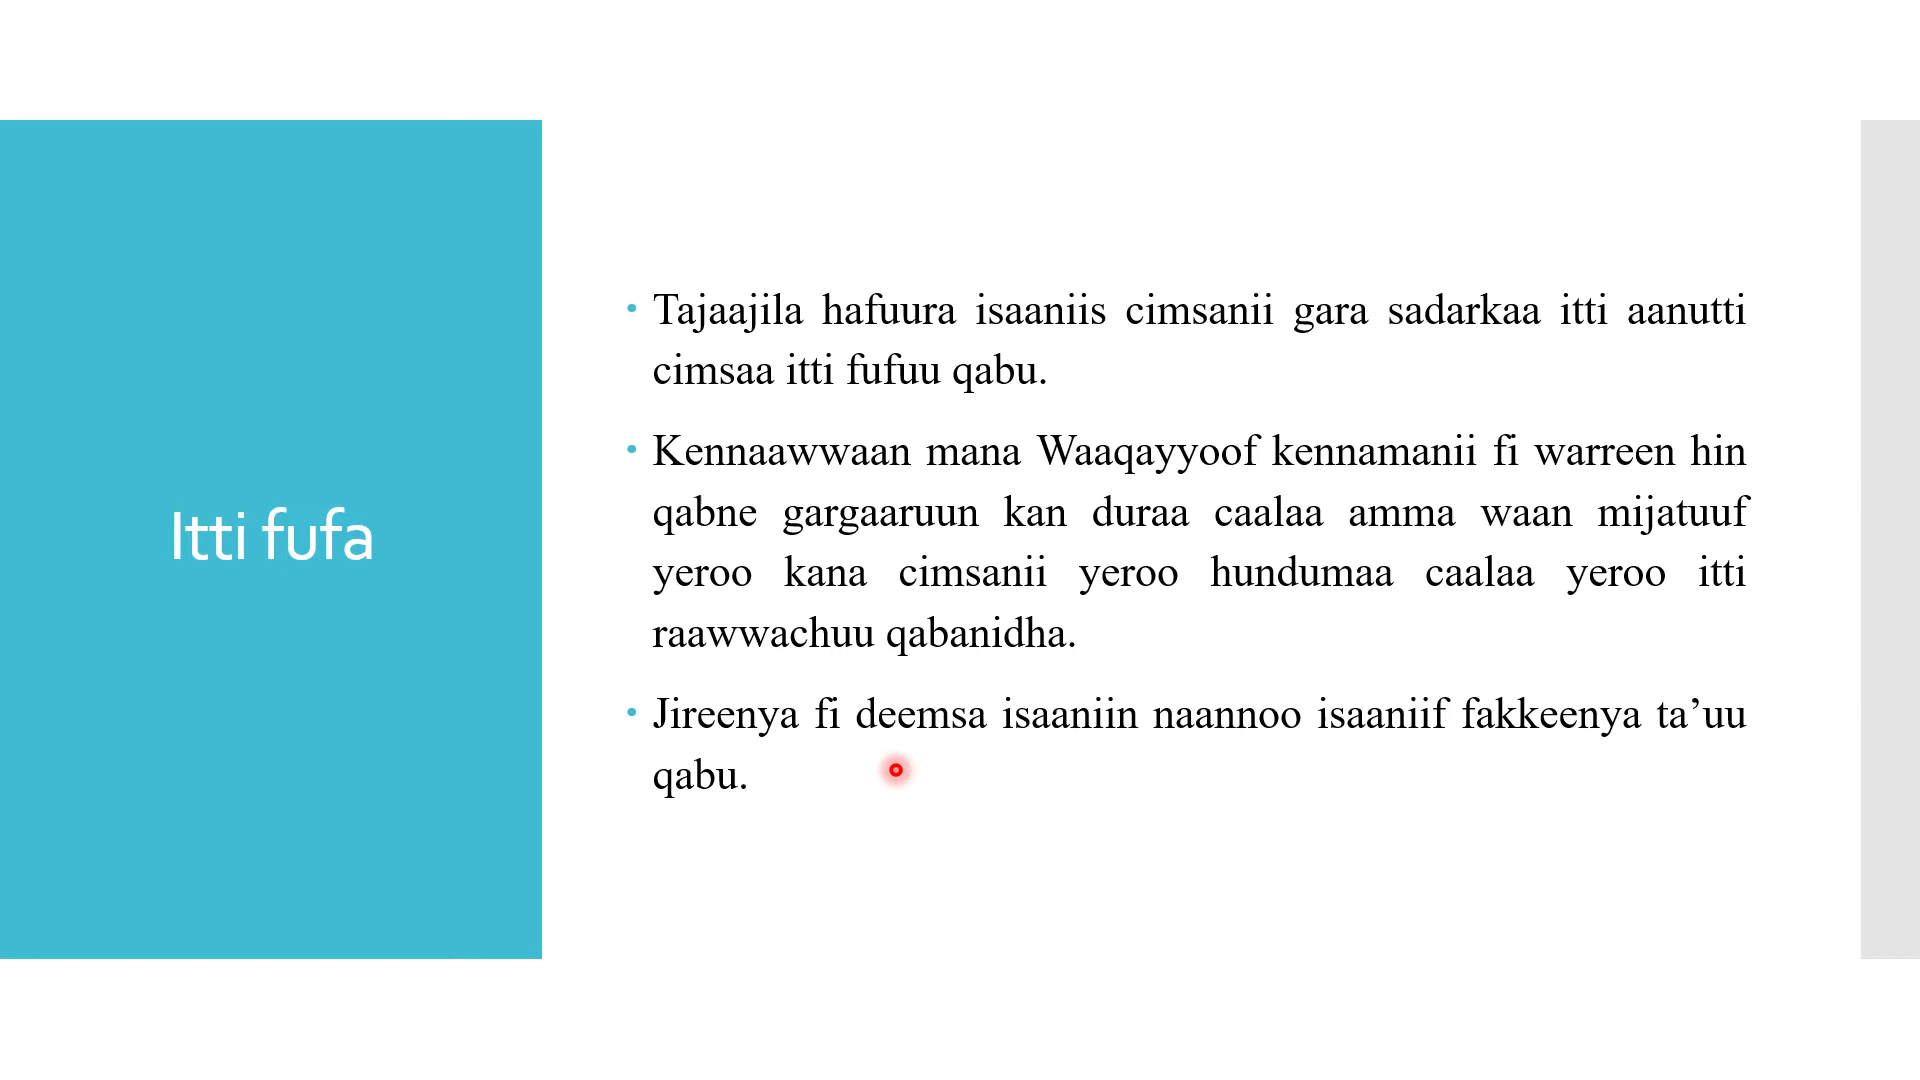 Itti fufa
• Tajaajila hafuura isaaniis cimsanii gara sadarkaa itti aanutti
cimsaa itti fufuu qabu.
• Kennaawwaan mana Waaqayyoof kennamanii fi warreen hin
qabne gargaaruun kan duraa caalaa amma waan mijatuuf
yeroo kana cimsanii yeroo hundumaa caalaa yeroo itti
raawwachuu qabanidha.
• Jireenya fi deemsa isaaniin naannoo isaaniif fakkeenya ta’uu
qabu.